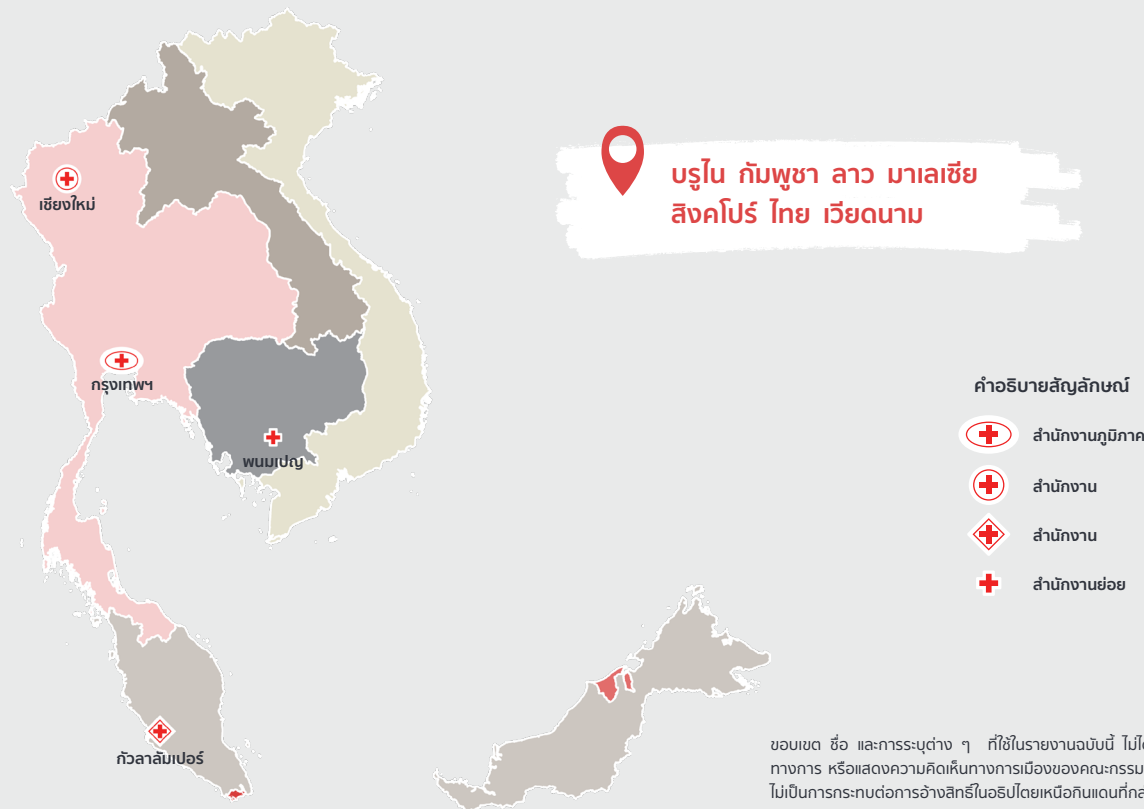 บรูไน กัมพูชา ลาว มาเลเซีย
สิงคโปร์ ไทย เวียดนาม
เชียงใหม่
กรุงเทพฯ
พนมเปญ
กัวลาลัมเปอร์
คำอธิบายสัญลักษณ์
สำนักงานภูมิภาค
สำนักงาน
สำนักงาน
สำนักงานย่อย
ขอบเขต ชื่อ และการระบุต่าง ๆ ที่ใช้ในรายงานฉบับนี้ ไม่ได้
ทางการ หรือแสดงความคิดเห็นทางการเมืองของคณะกรรม
ไม่เป็นการกระทบต่อการอ้างสิทธิ์ในอธิปไตยเหนือดินแดนที่กล